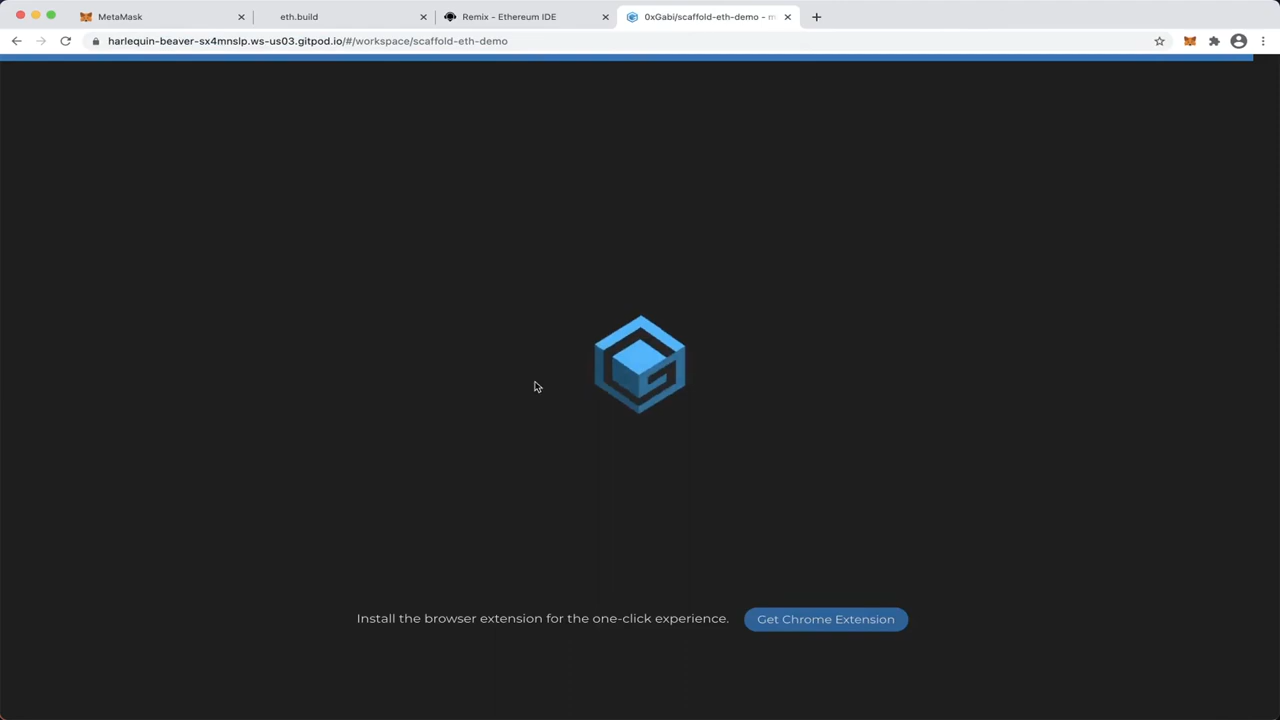 MetaMask
eth.build
Remix - Ethereum IDE
0xGabi/scaffold-eth-demo - m
harlequin-beaver-sx4mnslp.ws-us03.gitpod.io/#/workspace/scaffold-eth-demo
Install the browser extension for the one-click experience.
Get Chrome Extension